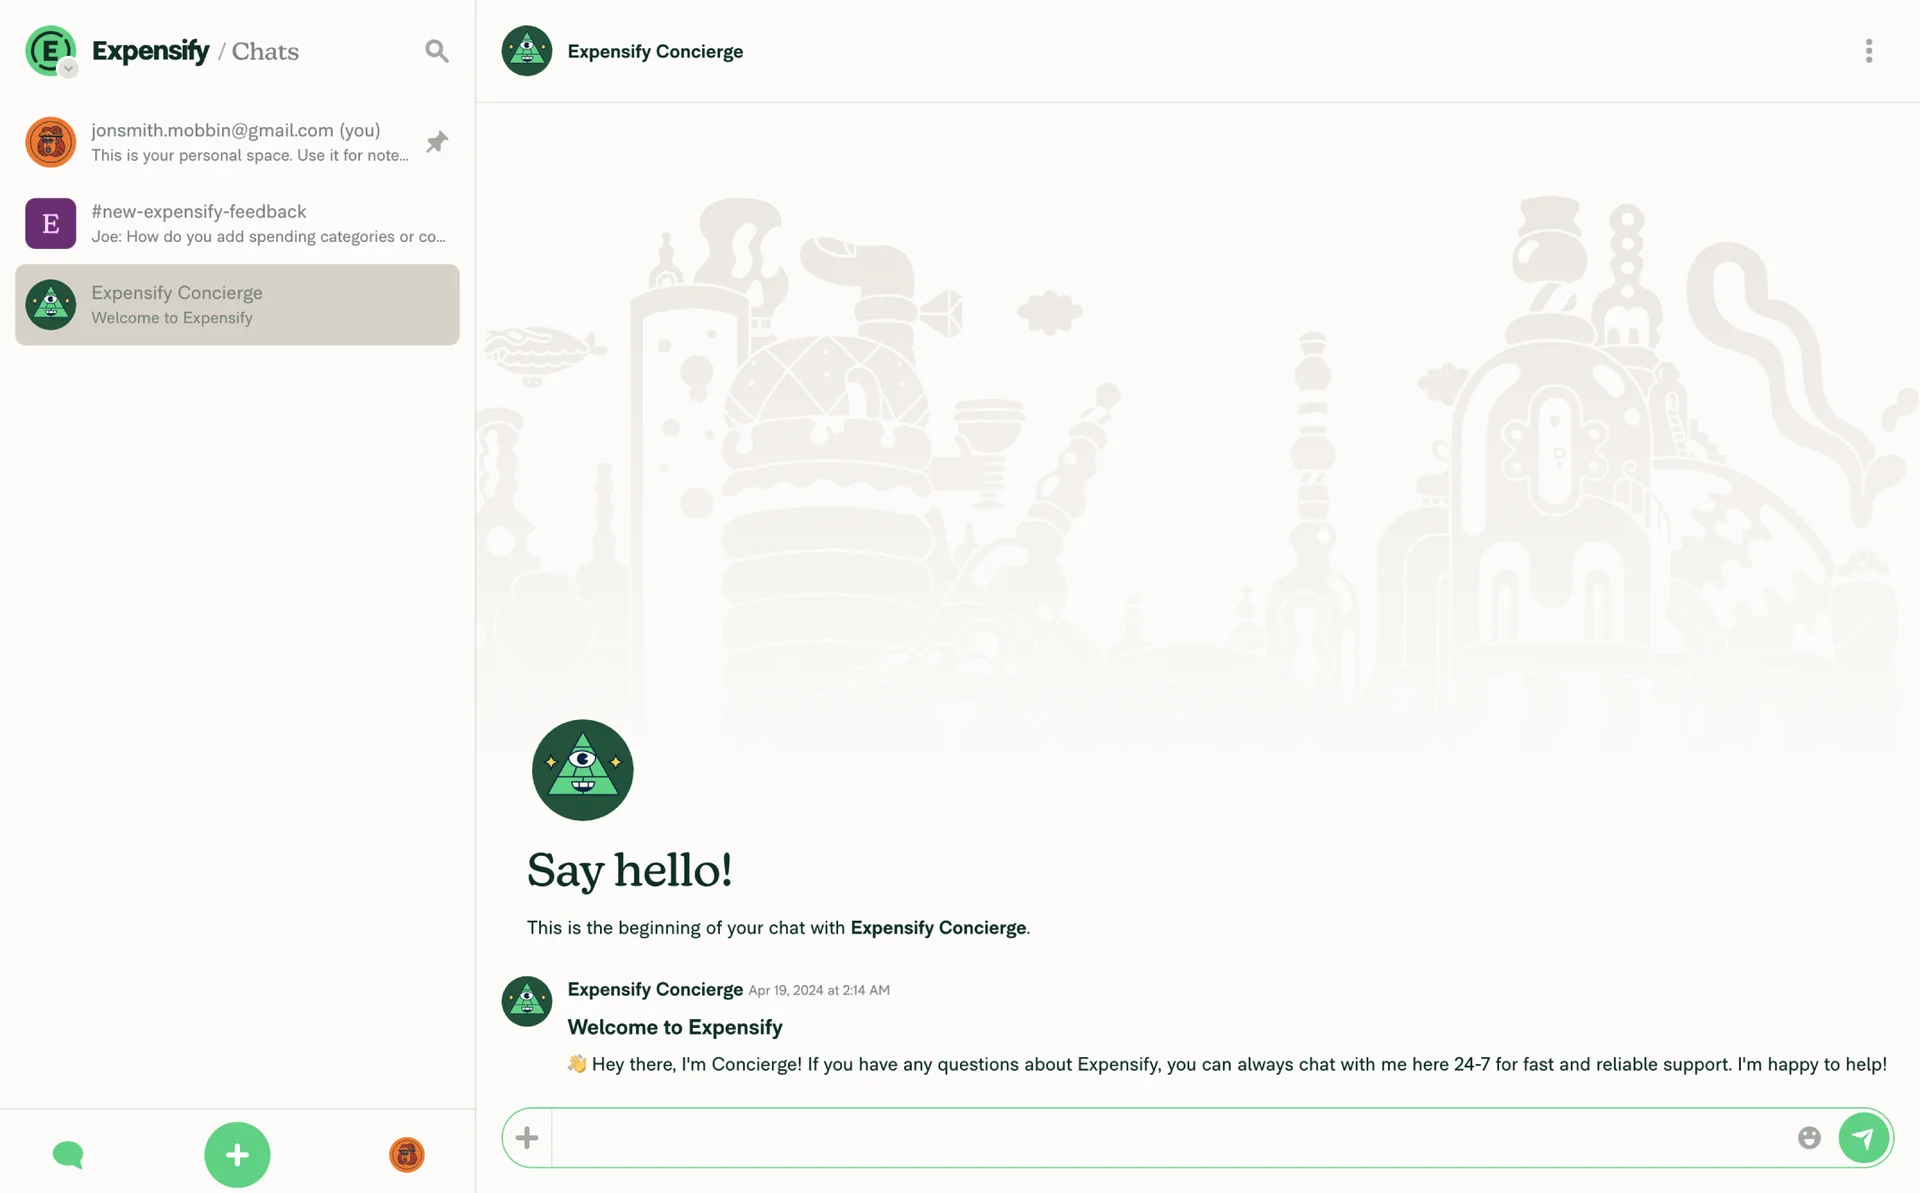 Expensify / Chats
jonsmith.mobbin@gmail.com (you)
This is your personal space. Use it for note...
E
#new-expensify-feedback
Joe: How do you add spending categories or co...
Expensify Concierge
Welcome to Expensify
Expensify Concierge
Say hello!
This is the beginning of your chat with Expensify Concierge.
Expensify Concierge Apr 19, 2024 at 2:14 AM
Welcome to Expensify
👋 Hey there, I'm Concierge! If you have any questions about Expensify, you can always chat with me here 24-7 for fast and reliable support. I'm happy to help!